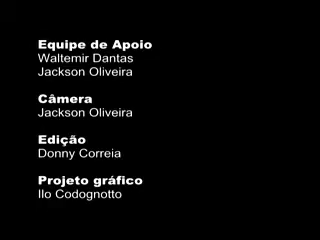 Equipe de Apoio
Waltemir Dantas
Jackson Oliveira
Câmera
Jackson Oliveira
Edição
Donny Correia
Projeto gráfico
Ilo Codognotto